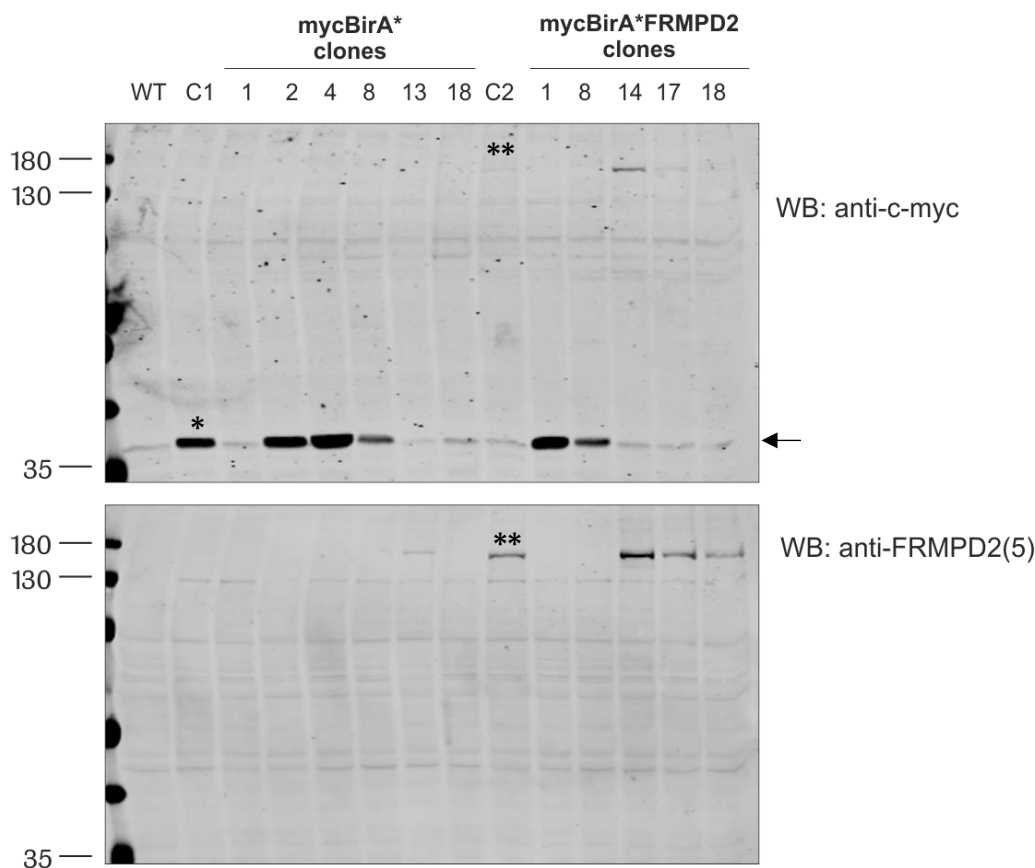 mycBirA* mycBirA*FRMPD2
clones clones
WT C1 1 2 4 8 13 18 C2 1 8 14 17 18
**
180
130
WB: anti-c-myc
*
35
**
180
WB: anti-FRMPD2(5)
130
35